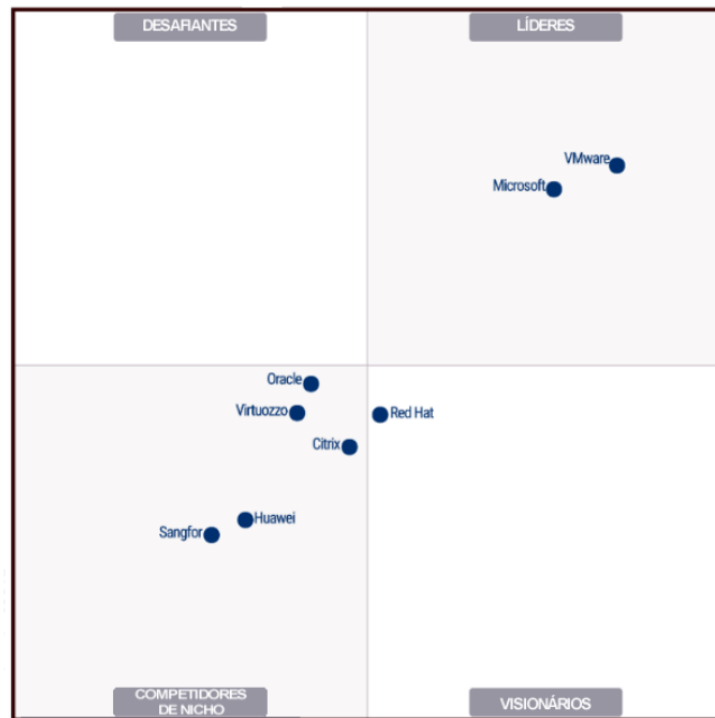 DESAFIANTES
LÍDERES
VMware
Microsoft
Oracle
Virtuozzo
Red Hat
Citrix
Huawei
Sangfor
COMPETIDORES
DE NICHO
VISIONÁRIOS